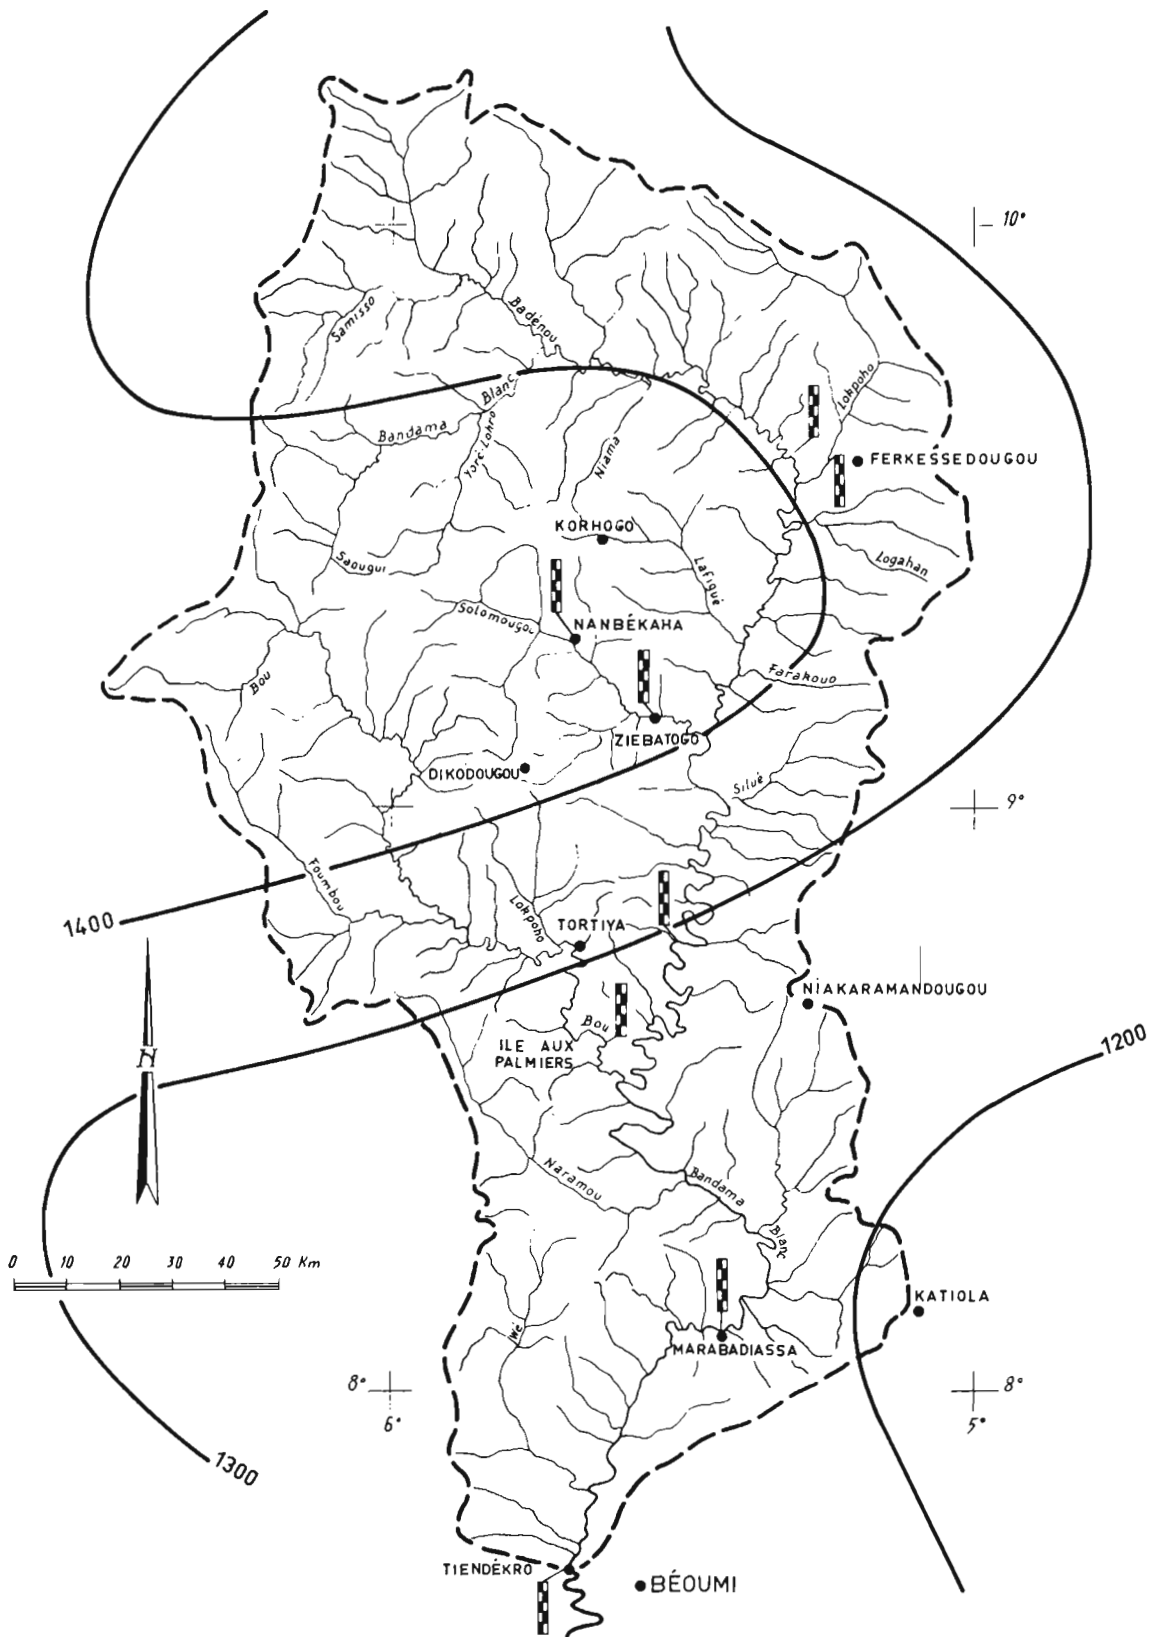 10°
Samisso
Badénou
Lokpoho
Blanc
Bandama
Yoré-Lohro
Niama
FERKÉSSEDOUGOU
KORHOGO
Saougui
Lafigué
Logahan
Solomougou
NANBÉKAHA
Bou
Farakouo
ZIEBATOGO
DIKODOUGOU
Silué
9°
Foumbou
Lokpoho
1400
TORTIYA
NIAKARAMANDOUGOU
Bou
ILE AUX
PALMIERS
1200
N
Naramou
Bandama
Blanc
0 10 20 30 40 50 Km
KATIOLA
Wé
MARABADIASSA
8°
8°
6°
5°
1300
TIENDÉKRO
BÉOUMI